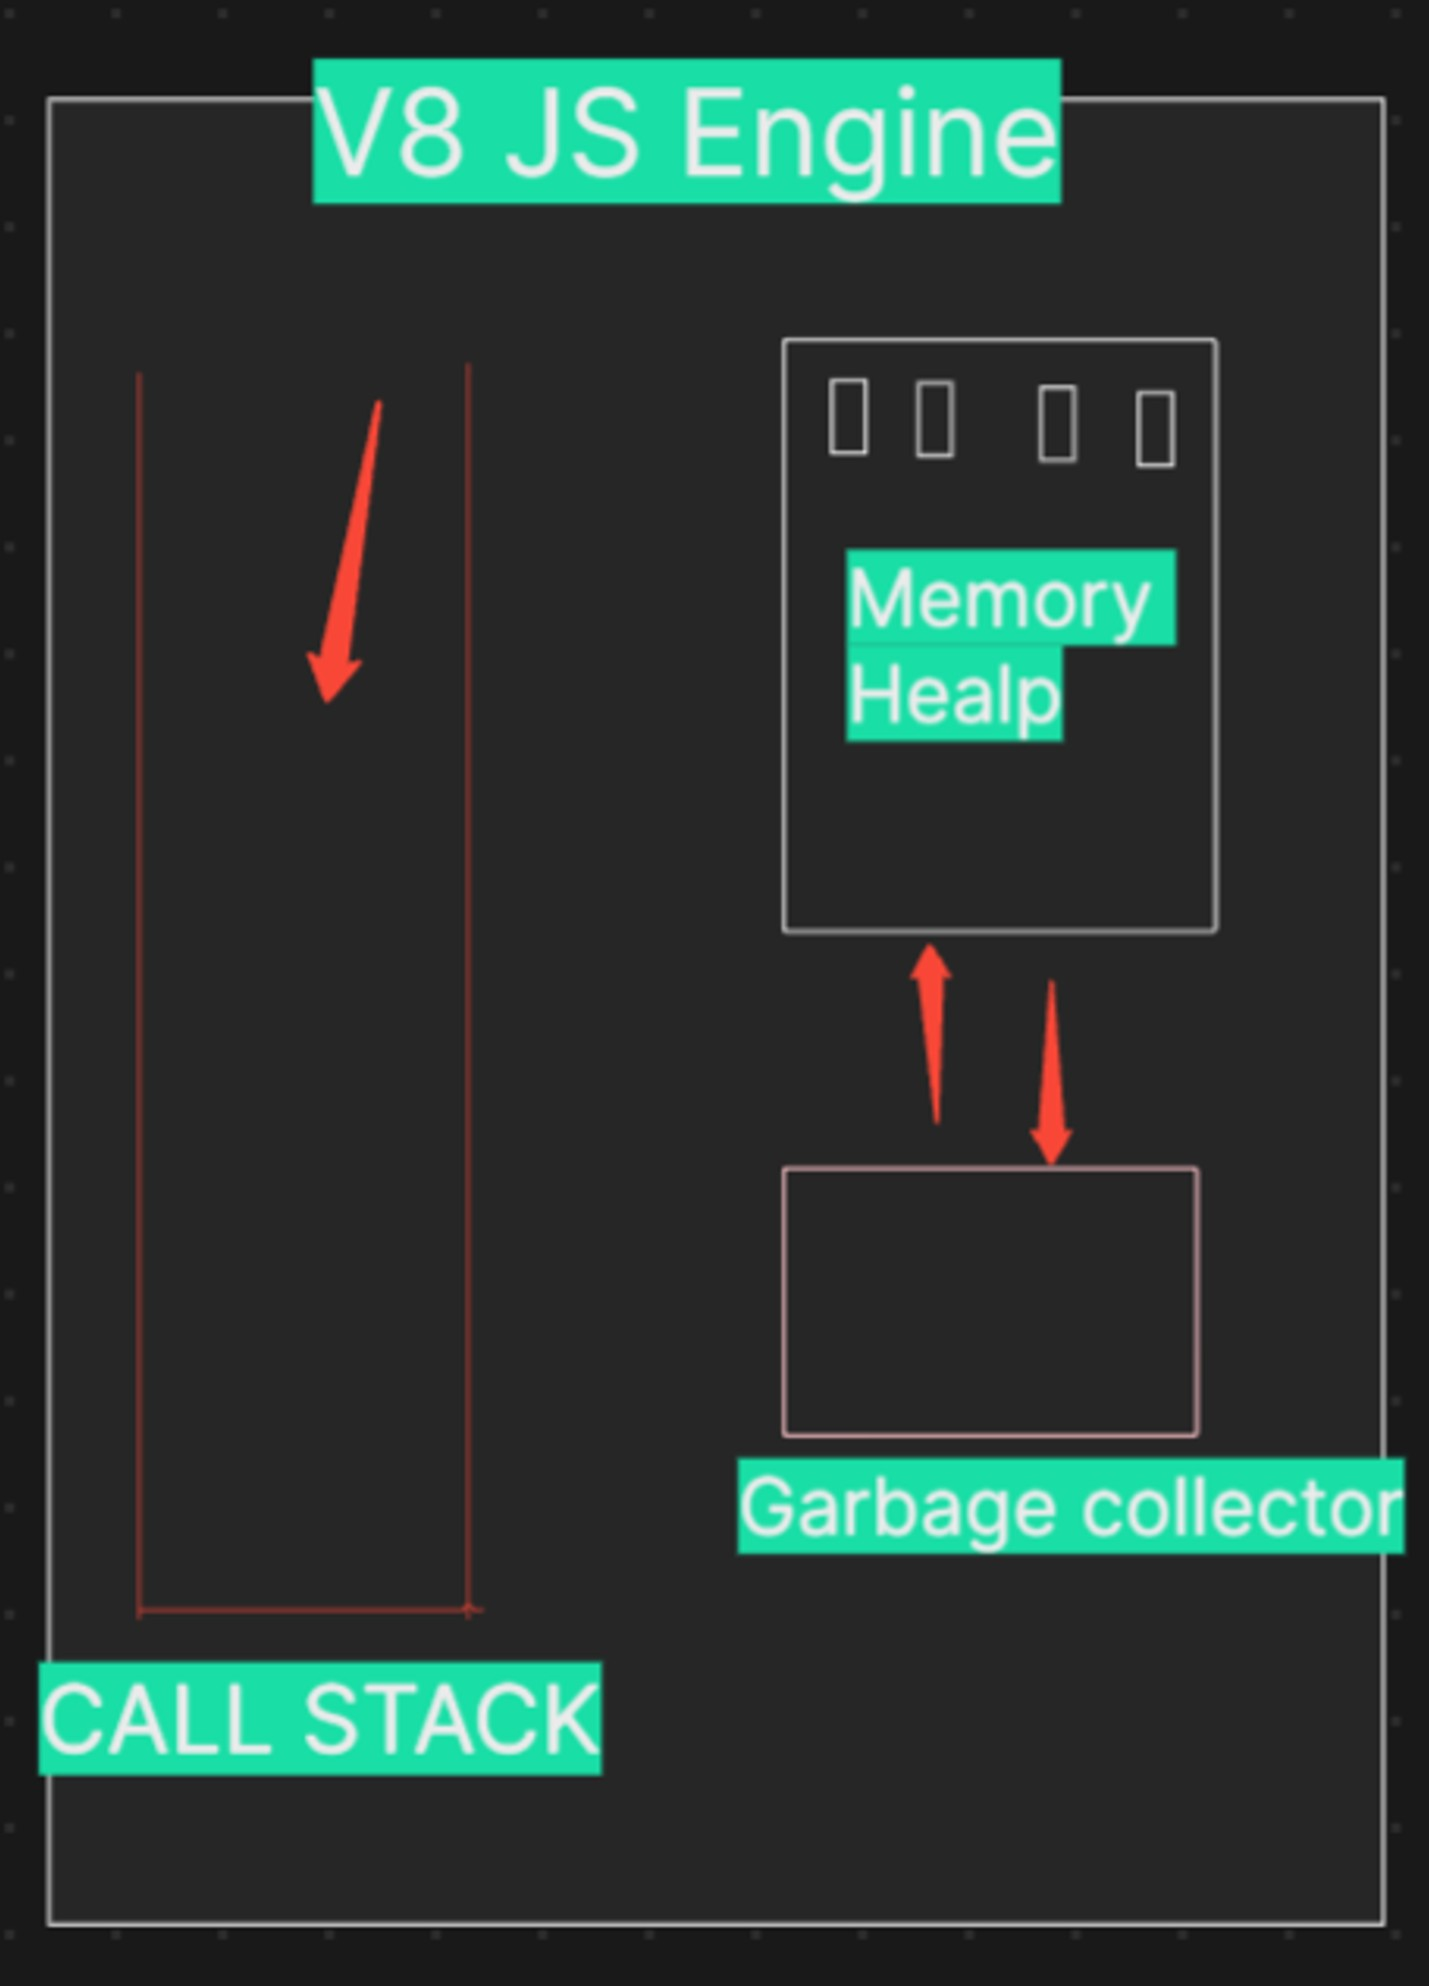 V8 JS Engine
Memory
Healp
Garbage collector
CALL STACK